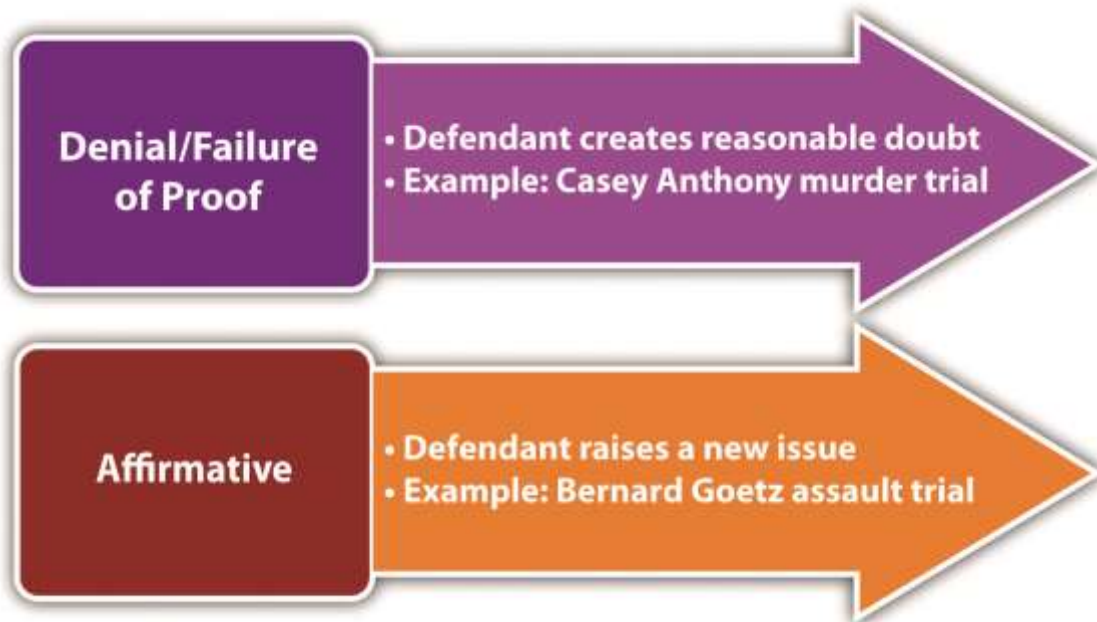 Denial/Failure
of Proof
• Defendant creates reasonable doubt
• Example: Casey Anthony murder trial
Affirmative
• Defendant raises a new issue
• Example: Bernard Goetz assault trial